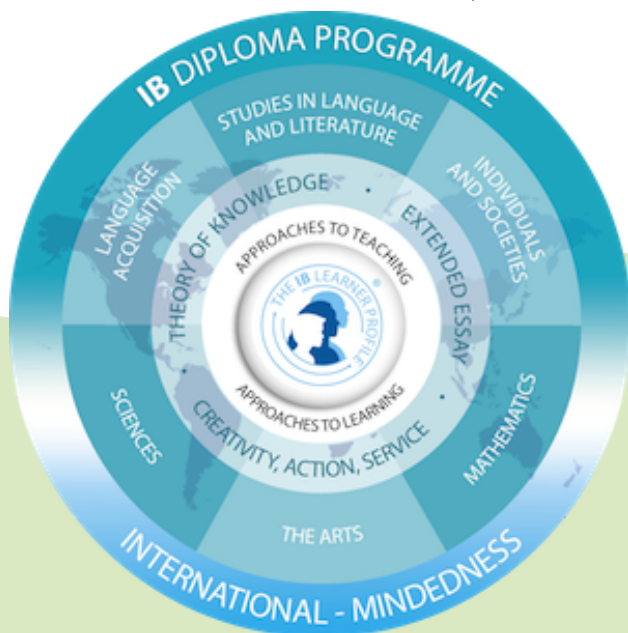 IB DIPLOMA PROGRAMME
STUDIES IN LANGUAGE
AND LITERATURE
LANGUAGE
ACQUISITION
INDIVIDUALS
AND SOCIETIES
THEORY OF KNOWLEDGE
EXTENDED ESSAY
APPROACHES TO TEACHING
THE IB LEARNER PROFILE
®
APPROACHES TO LEARNING
CREATIVITY, ACTION, SERVICE
SCIENCES
MATHEMATICS
THE ARTS
INTERNATIONAL - MINDEDNESS